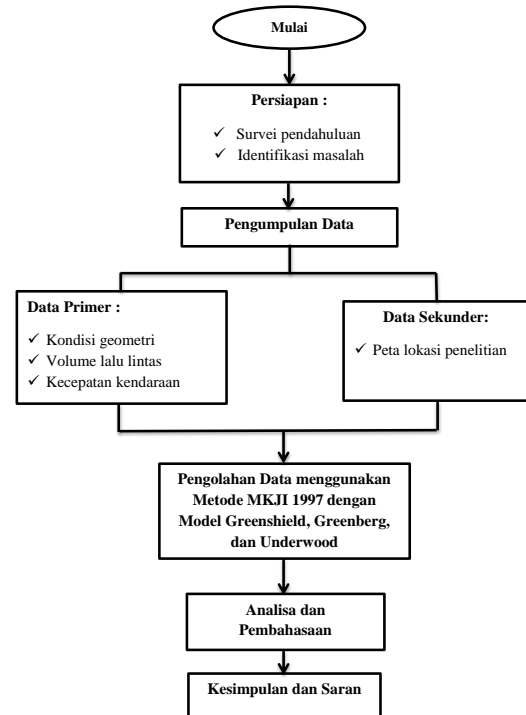 Mulai
Persiapan :
✓ Survei pendahuluan
✓ Identifikasi masalah
Pengumpulan Data
Data Primer :
✓ Kondisi geometri
✓ Volume lalu lintas
✓ Kecepatan kendaraan
Data Sekunder:
✓ Peta lokasi penelitian
Pengolahan Data menggunakan
Metode MKJI 1997 dengan
Model Greenshield, Greenberg,
dan Underwood
Analisa dan
Pembahasaan
Kesimpulan dan Saran